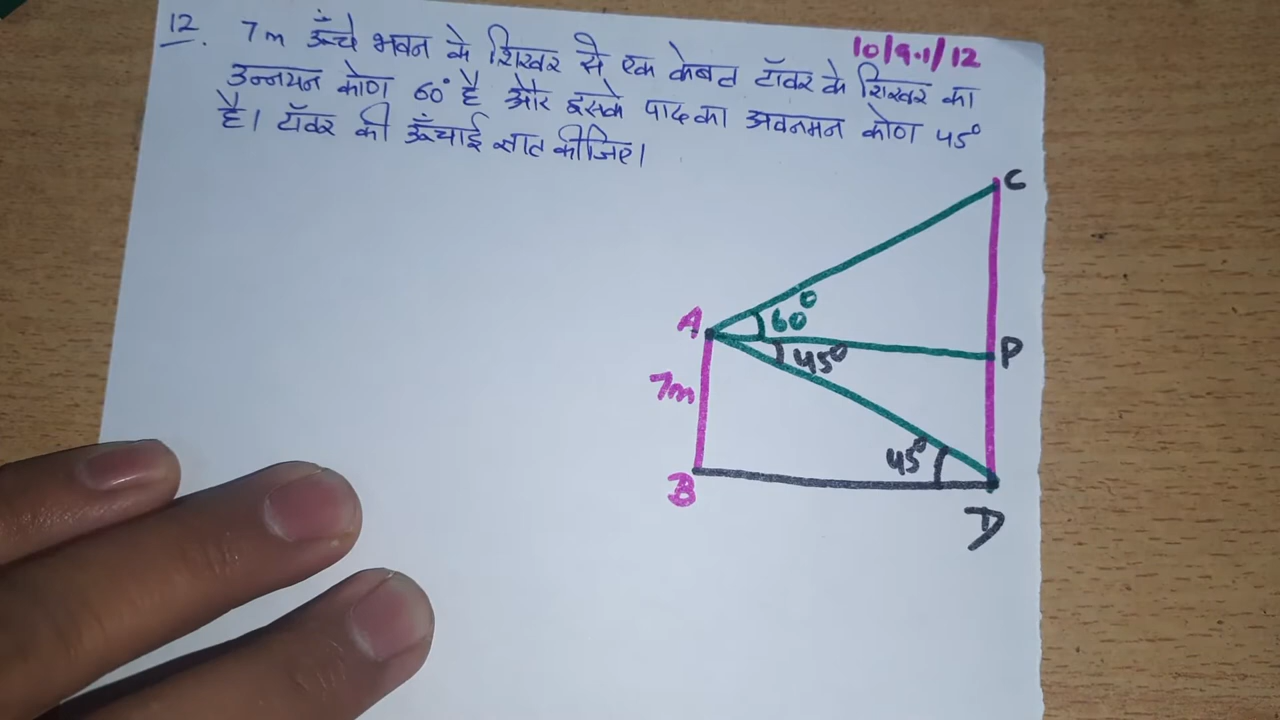 12. 7m ऊँचे भवन के शिखर से एक केबल टॉवर के शिखर का
10/9.1/12
उन्नयन कोण 60° है और इसके पाद का अवनमन कोण 45°
है। टॉवर की ऊँचाई ज्ञात कीजिए।
C
A
60°
P
45°
7m
45°
B
D